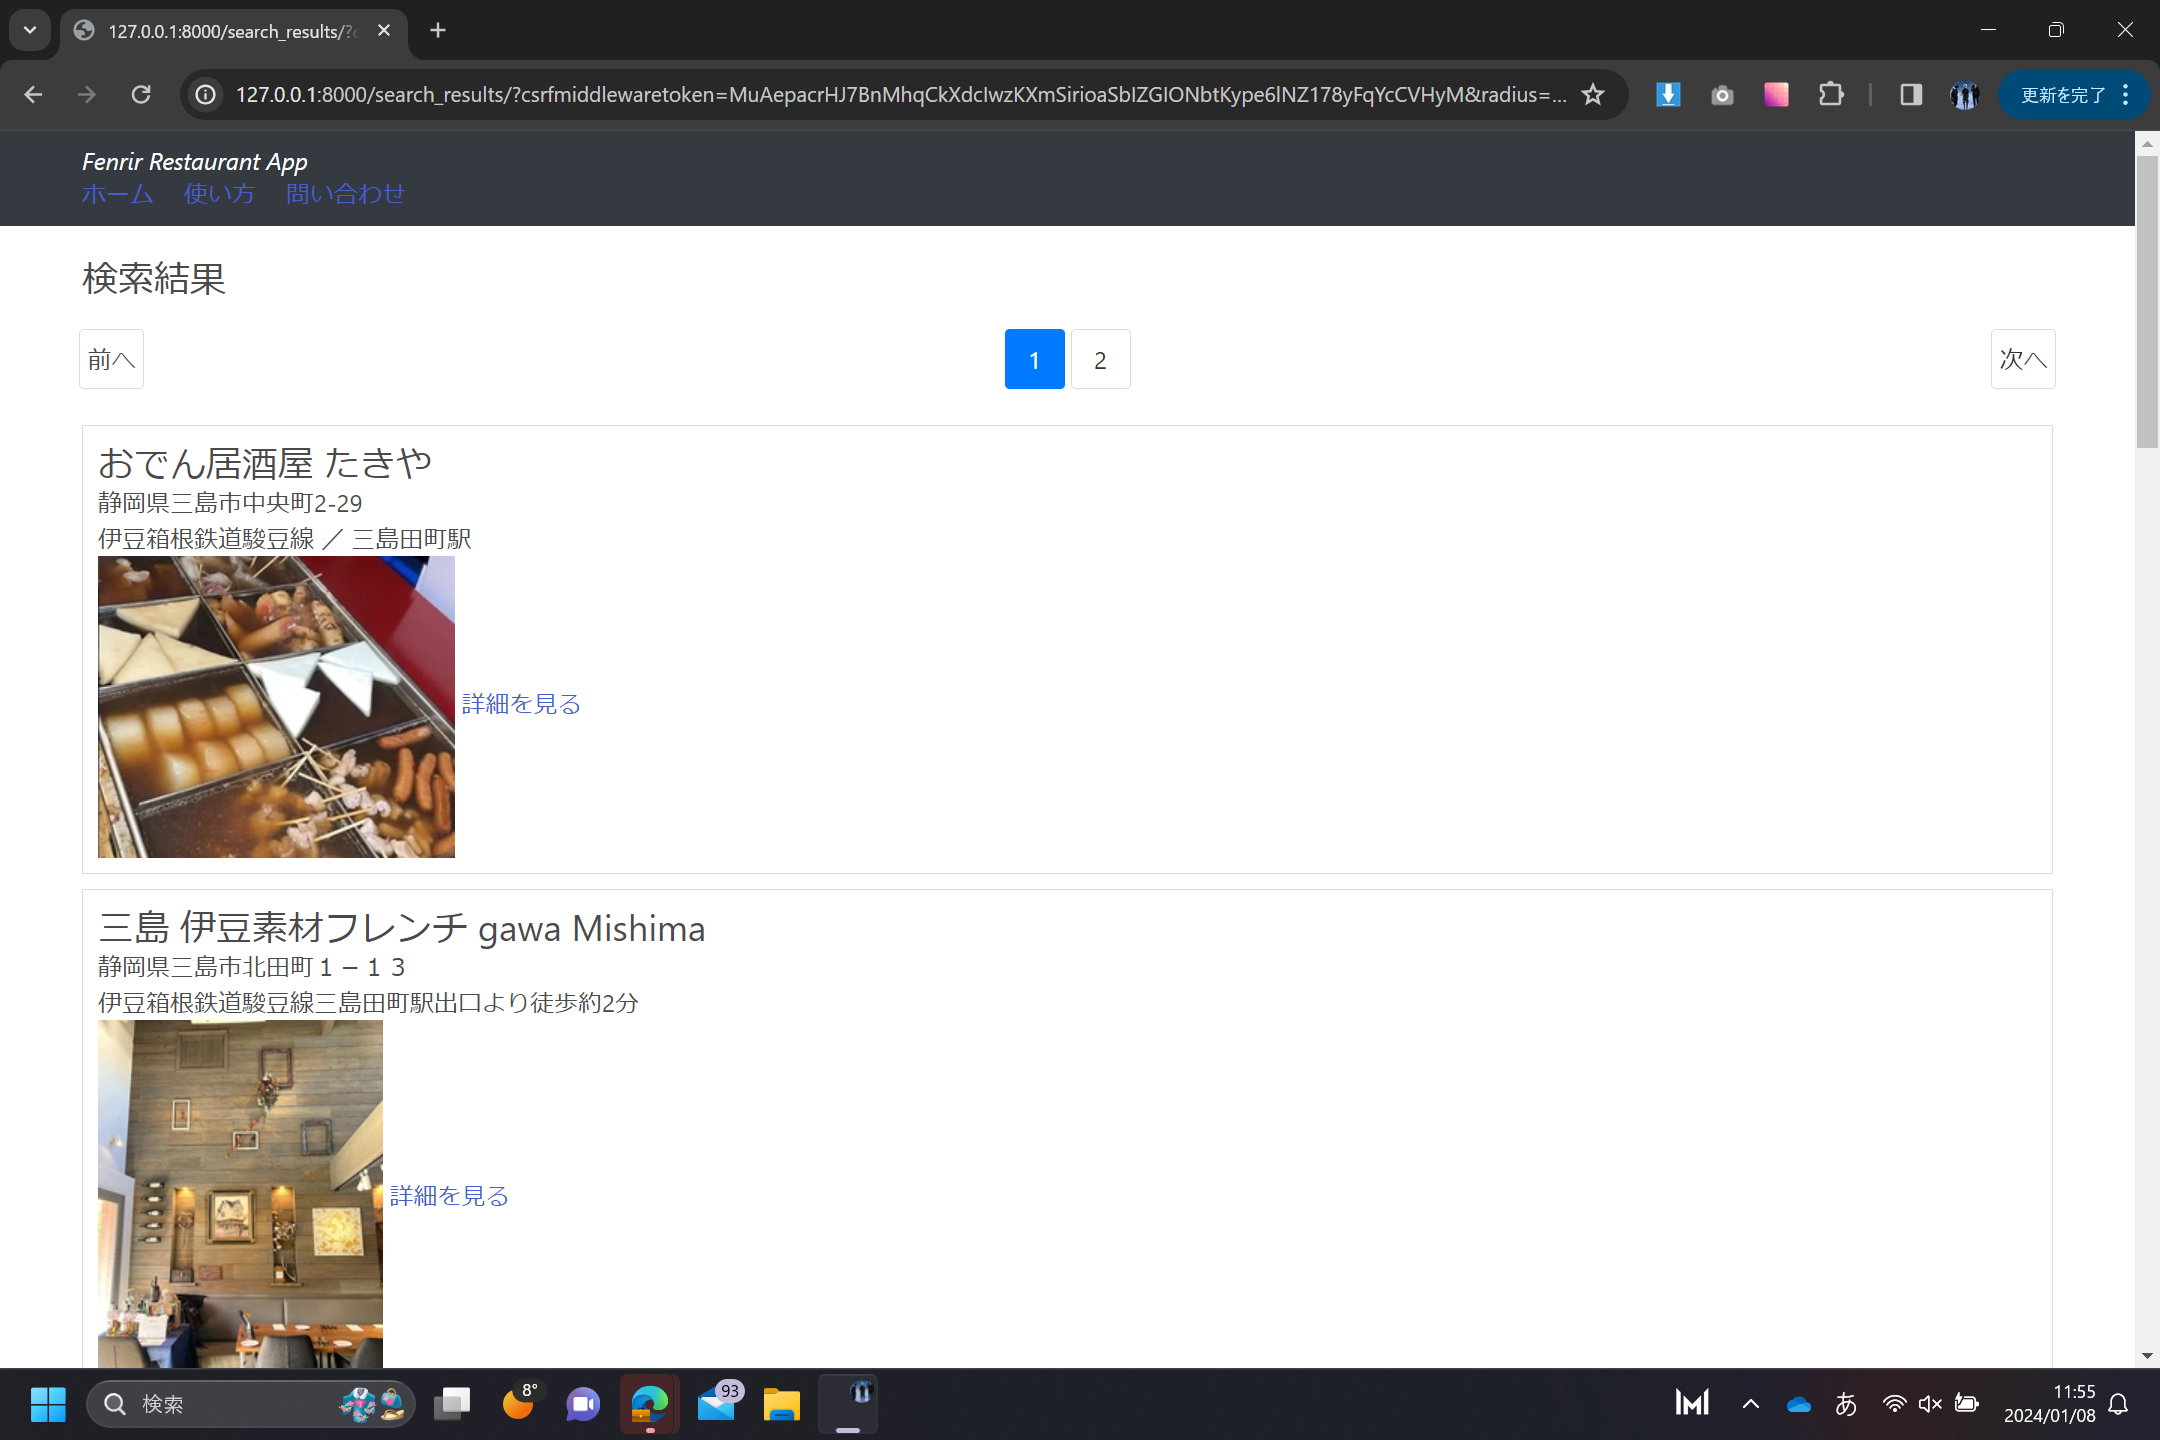 127.0.0.1:8000/search_results/?c
127.0.0.1:8000/search_results/?csrfmiddlewaretoken=MuAepacrHJ7BnMhqCkXdcIwzKXmSirioaSbIZGIONbtKype6lNZ178yFqYcCVHyM&radius=...
更新を完了
Fenrir Restaurant App
ホーム 使い方 問い合わせ
検索結果
前へ 1 2 次へ
おでん居酒屋 たきや
静岡県三島市中央町2-29
伊豆箱根鉄道駿豆線 ／ 三島田町駅
詳細を見る
三島 伊豆素材フレンチ gawa Mishima
静岡県三島市北田町１－１３
伊豆箱根鉄道駿豆線三島田町駅出口より徒歩約2分
詳細を見る
検索 8° 93 あ 11:55
2024/01/08